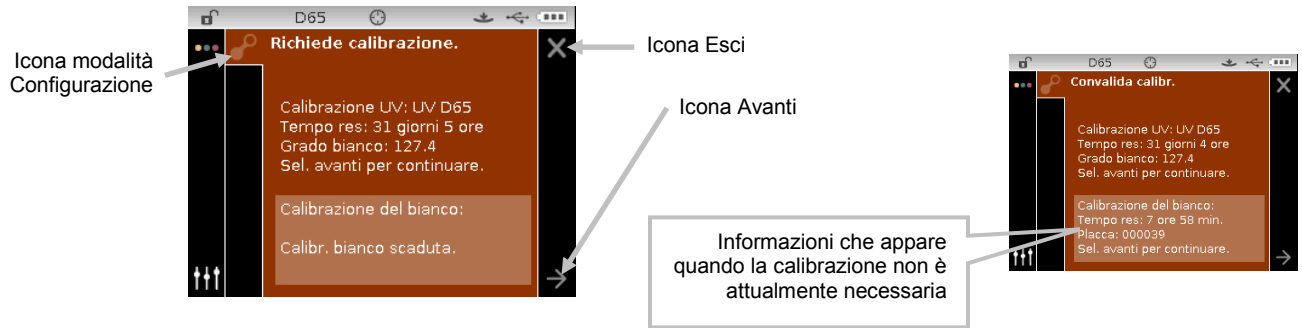 D65
Richiede calibrazione.
Icona modalità
Configurazione
Calibrazione UV: UV D65
Tempo res: 31 giorni 5 ore
Grado bianco: 127.4
Sel. avanti per continuare.
Calibrazione del bianco:
Calibr. bianco scaduta.
Icona Esci
Icona Avanti
Informazioni che appare
quando la calibrazione non è
attualmente necessaria
D65
Convalida calibr.
Calibrazione UV: UV D65
Tempo res: 31 giorni 4 ore
Grado bianco: 127.4
Sel. avanti per continuare.
Calibrazione del bianco:
Tempo res: 7 ore 58 min.
Placca: 000039
Sel. avanti per continuare.